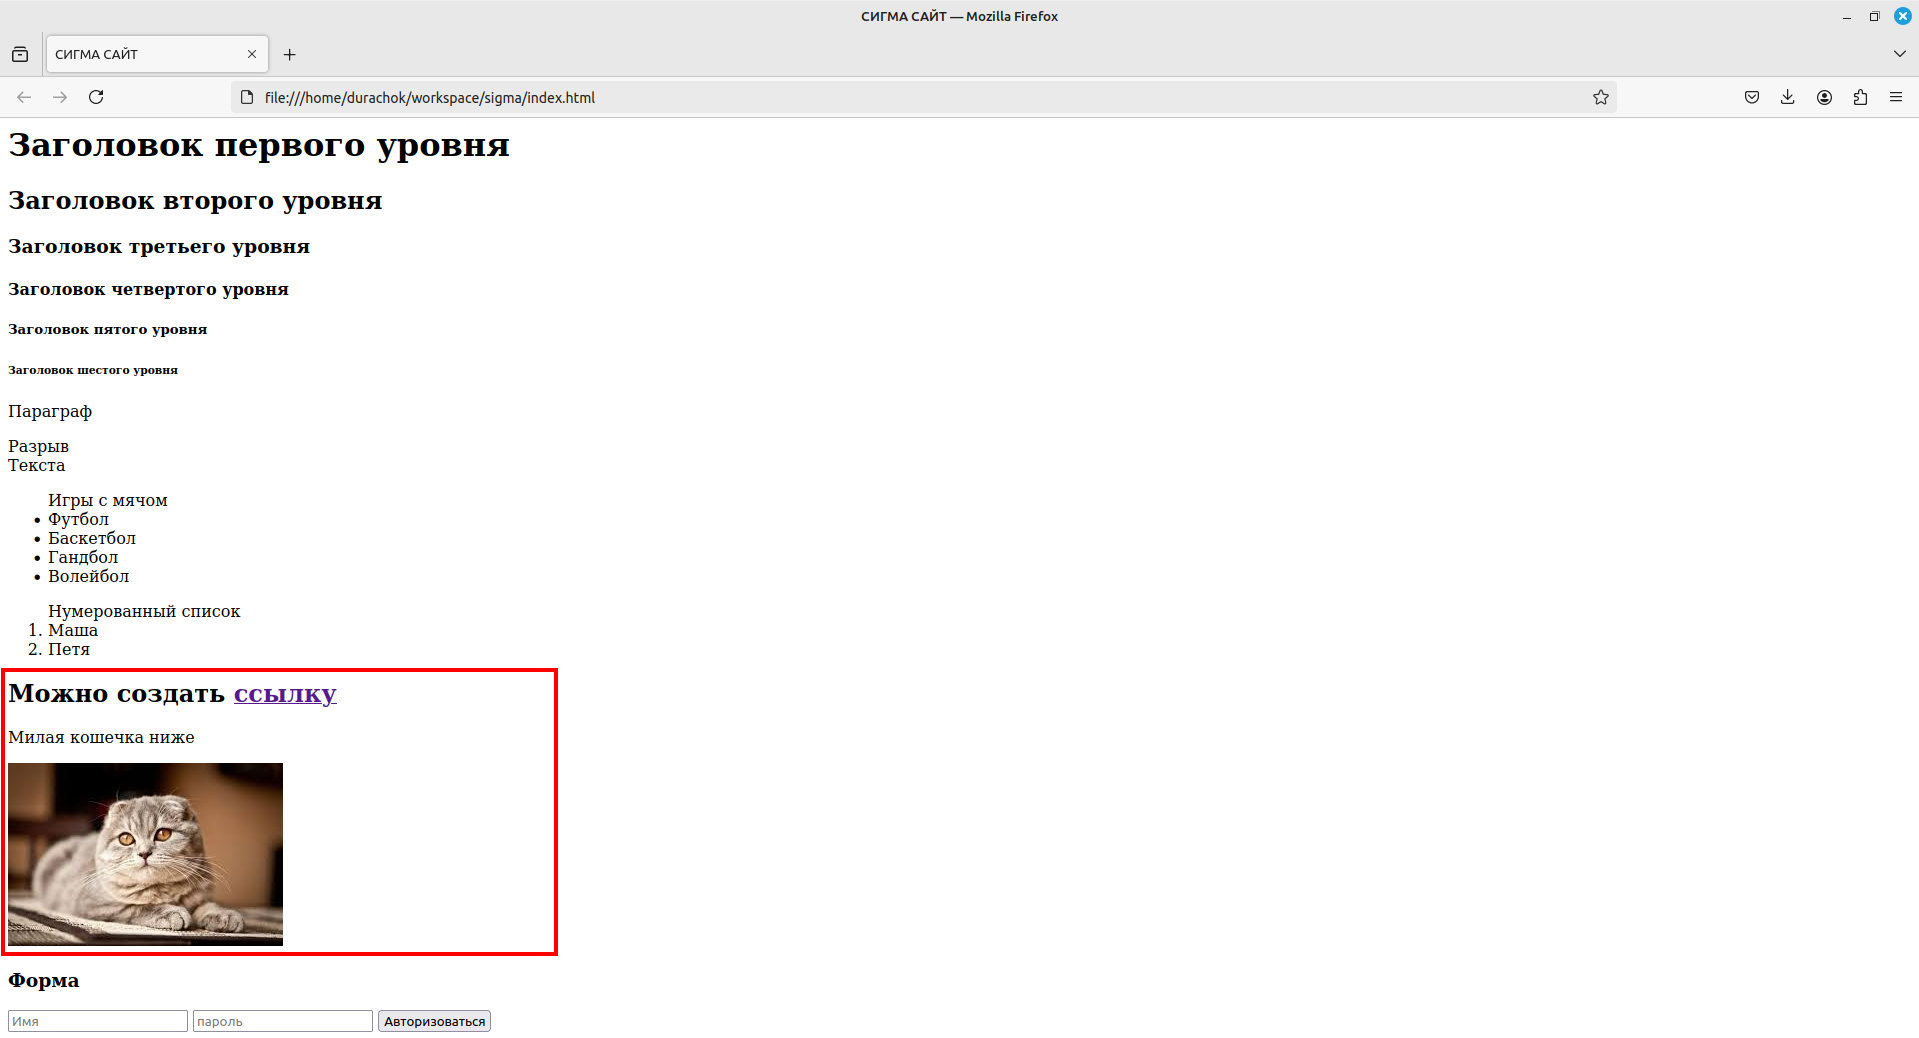 СИГМА САЙТ — Mozilla Firefox
СИГМА САЙТ
file:///home/durachok/workspace/sigma/index.html
Заголовок первого уровня
Заголовок второго уровня
Заголовок третьего уровня
Заголовок четвертого уровня
Заголовок пятого уровня
Заголовок шестого уровня
Параграф
Разрыв
Текста
Игры с мячом
• Футбол
• Баскетбол
• Гандбол
• Волейбол
Нумерованный список
1. Маша
2. Петя
Можно создать ссылку
Милая кошечка ниже
Форма
Имя пароль Авторизоваться